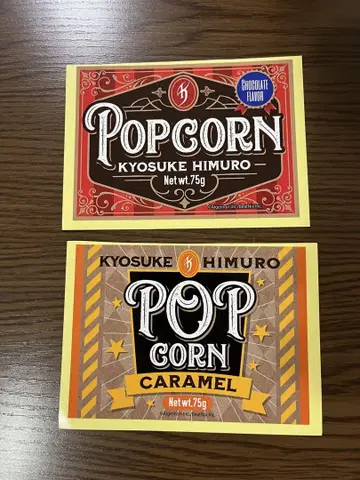 K
CHOCOLATE
FLAVOR
POPCORN
KYOSUKE HIMURO
Net wt.75g
KYOSUKE K HIMURO
POP
CORN
CARAMEL
Net wt.75g